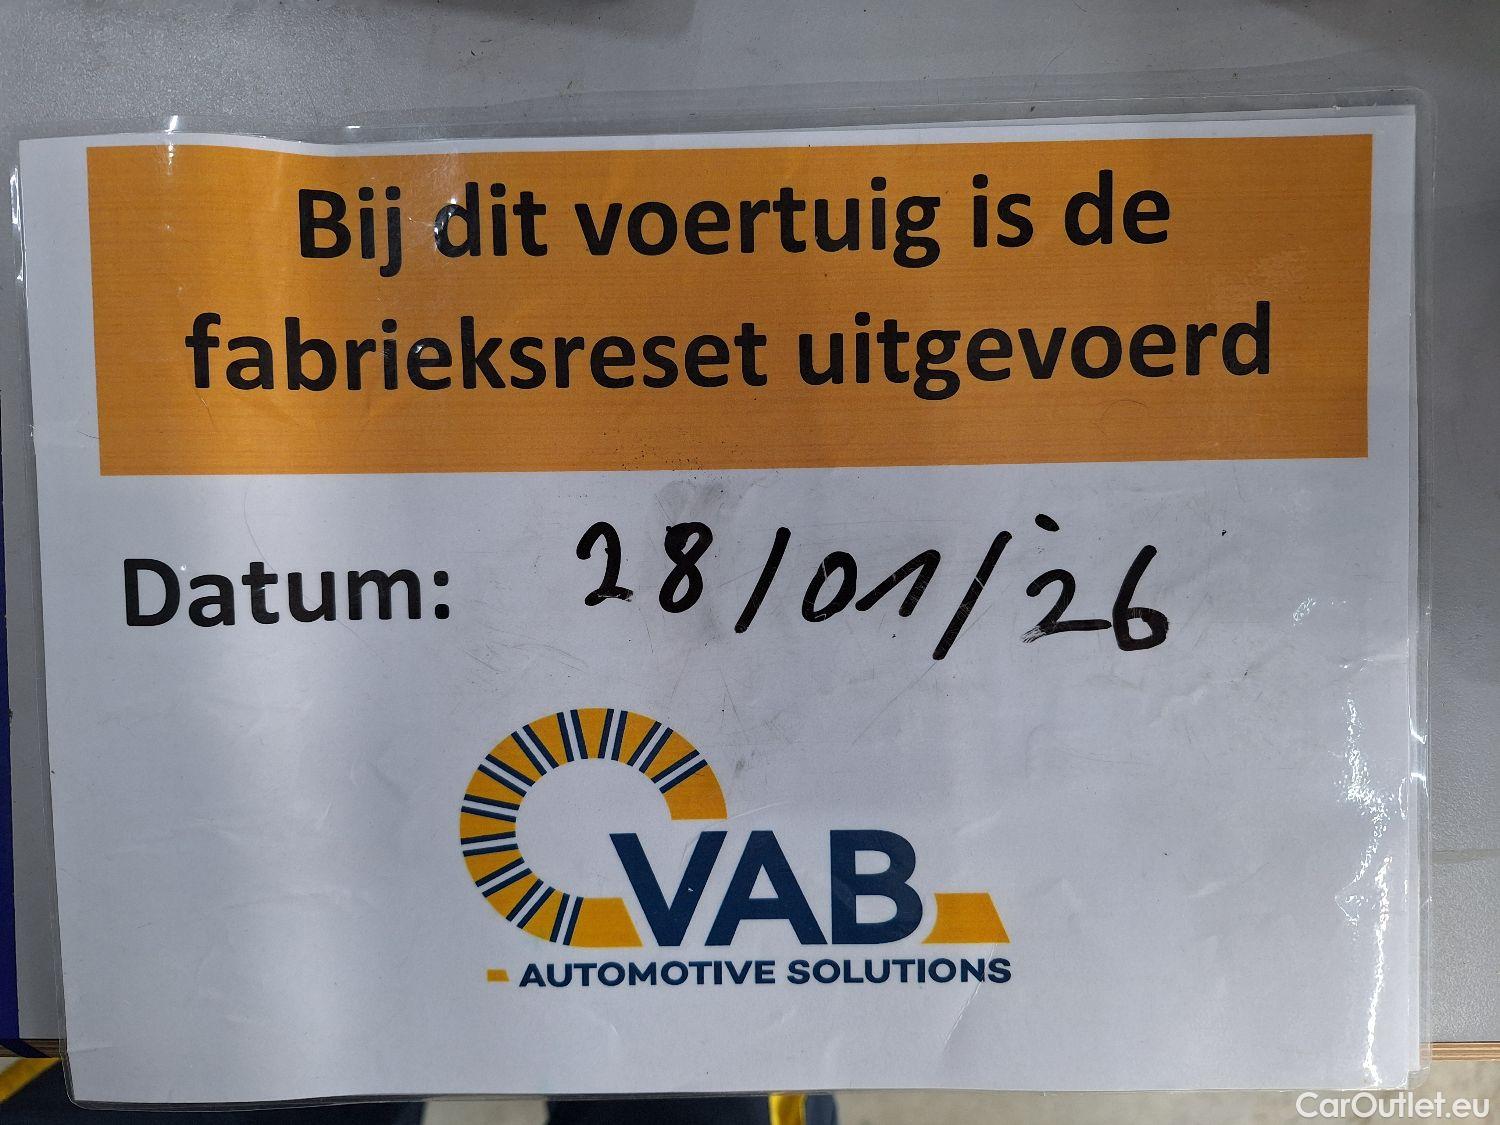 Bij dit voertuig is de
fabrieksreset uitgevoerd
Datum: 28/01/26
VAB
AUTOMOTIVE SOLUTIONS
CarOutlet.eu